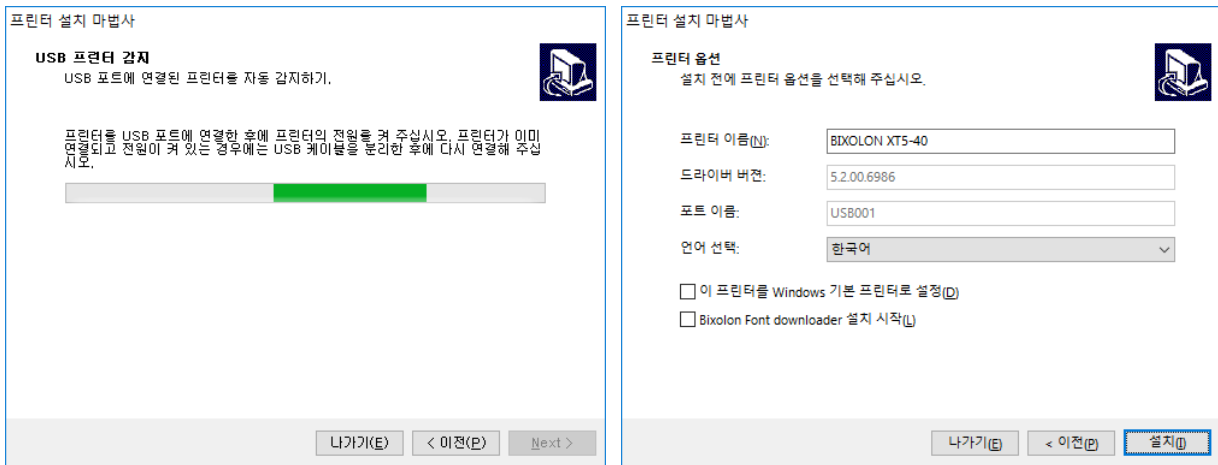 프린터 설치 마법사
USB 프린터 감지
USB 포트에 연결된 프린터를 자동 감지하기.
프린터를 USB 포트에 연결한 후에 프린터의 전원을 켜 주십시오. 프린터가 이미
연결되고 전원이 켜 있는 경우에는 USB 케이블을 분리한 후에 다시 연결해 주십
시오.
나가기(E)
< 이전(P)
Next >
프린터 설치 마법사
프린터 옵션
설치 전에 프린터 옵션을 선택해 주십시오.
프린터 이름(N): BIXOLON XT5-40
드라이버 버젼: 5.2.00.6986
포트 이름: USB001
언어 선택: 한국어
이 프린터를 Windows 기본 프린터로 설정(D)
Bixolon Font downloader 설치 시작(L)
나가기(E)
< 이전(P)
설치(I)